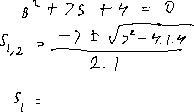 s² + 7s + 4 = 0
s₁,₂ = (-7 ± √(7² - 4.1.4)) / 2.1
s₁ =